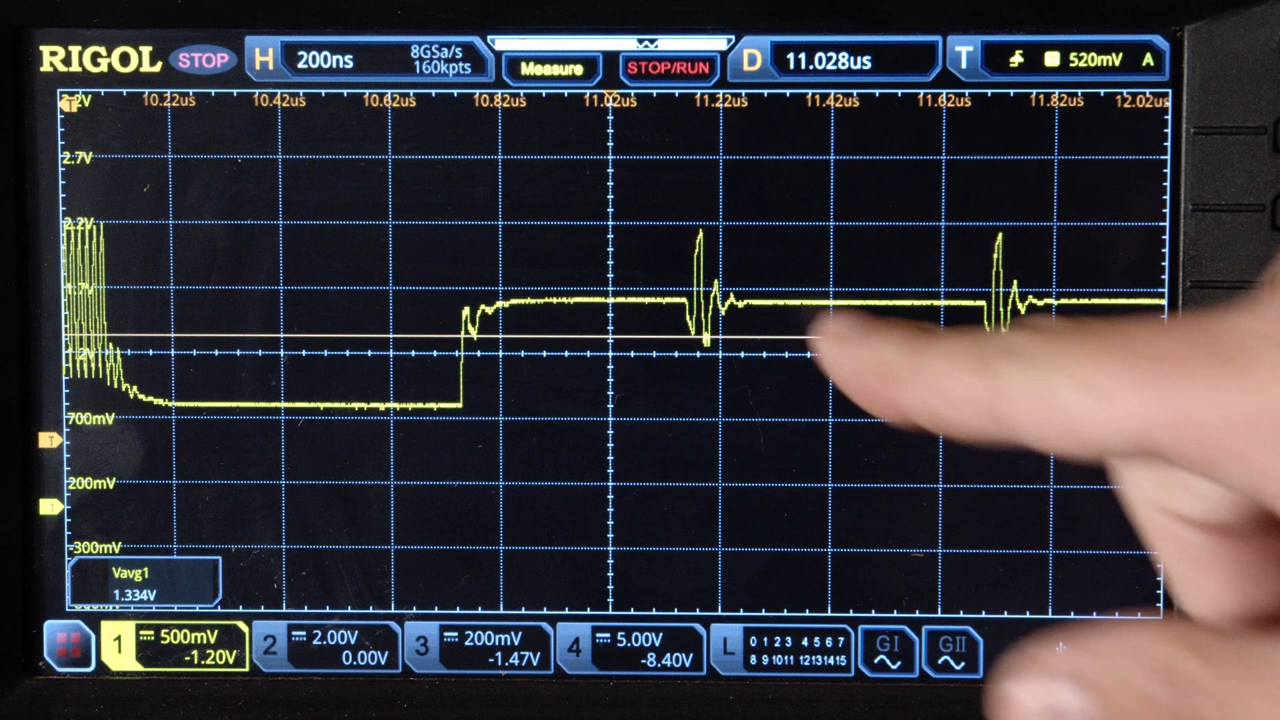 RIGOL STOP H 200ns 8GSa/s 160kpts Measure STOP/RUN D 11.028us T 520mV A
10.22us 10.42us 10.62us 10.82us 11.02us 11.22us 11.42us 11.62us 11.82us 12.02us
2.7V
2.2V
700mV
T
200mV
1
-300mV
Vavg1
1.334V
1 500mV -1.20V
2 2.00V 0.00V
3 200mV -1.47V
4 5.00V -8.40V
L 0 1 2 3 4 5 6 7
8 9 10 11 12 13 14 15
GI GII